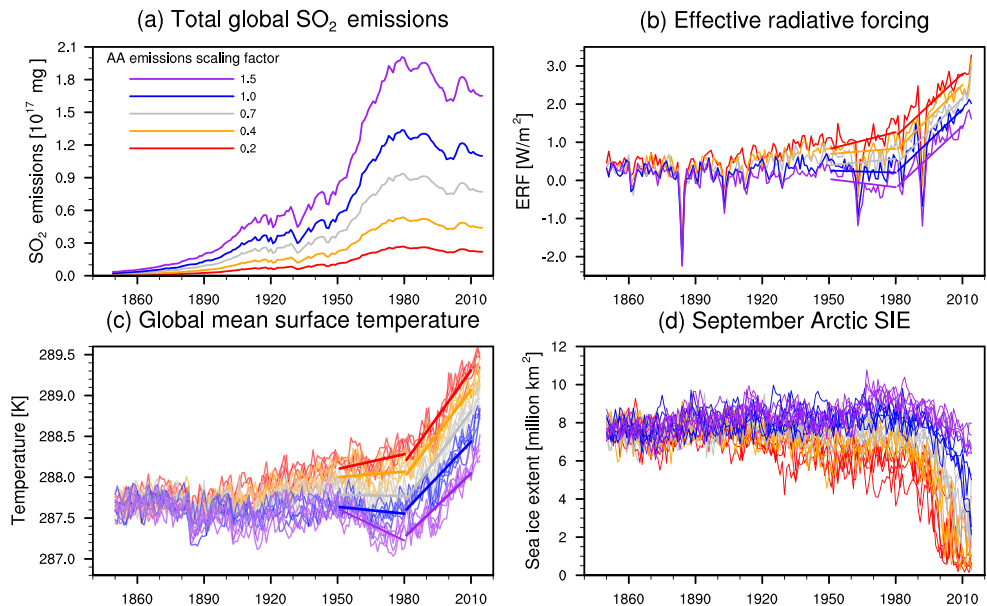 (a) Total global SO2 emissions
SO2 emissions [10^17 mg]
2.1
1.8
1.5
1.2
0.9
0.6
0.3
0.0
AA emissions scaling factor
1.5
1.0
0.7
0.4
0.2
1860 1890 1920 1950 1980 2010
(b) Effective radiative forcing
ERF [W/m^2]
3.0
2.0
1.0
0.0
-1.0
-2.0
1860 1890 1920 1950 1980 2010
(c) Global mean surface temperature
Temperature [K]
289.5
289.0
288.5
288.0
287.5
287.0
1860 1890 1920 1950 1980 2010
(d) September Arctic SIE
Sea ice extent [million km^2]
12
10
8
6
4
2
0
1860 1890 1920 1950 1980 2010